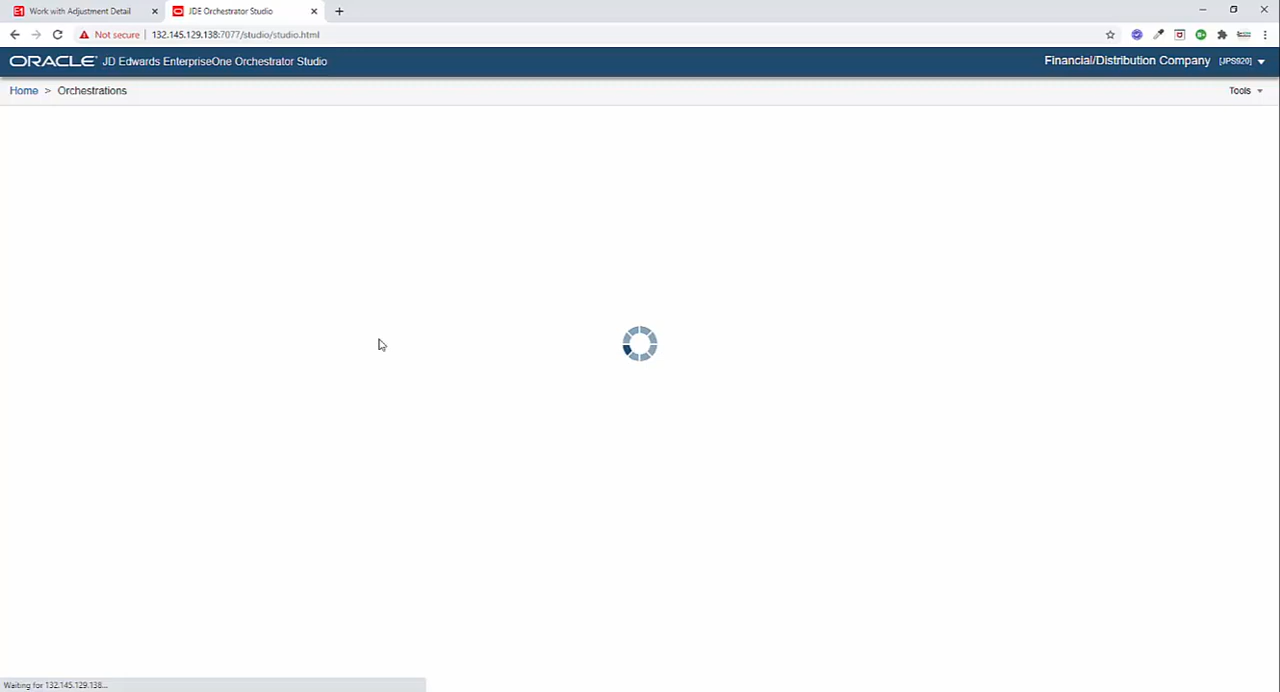 E1 Work with Adjustment Detail
JDE Orchestrator Studio
Not secure 132.145.129.138:7077/studio/studio.html
ORACLE JD Edwards EnterpriseOne Orchestrator Studio
Financial/Distribution Company [JPS920]
Home > Orchestrations
Tools
Waiting for 132.145.129.138...